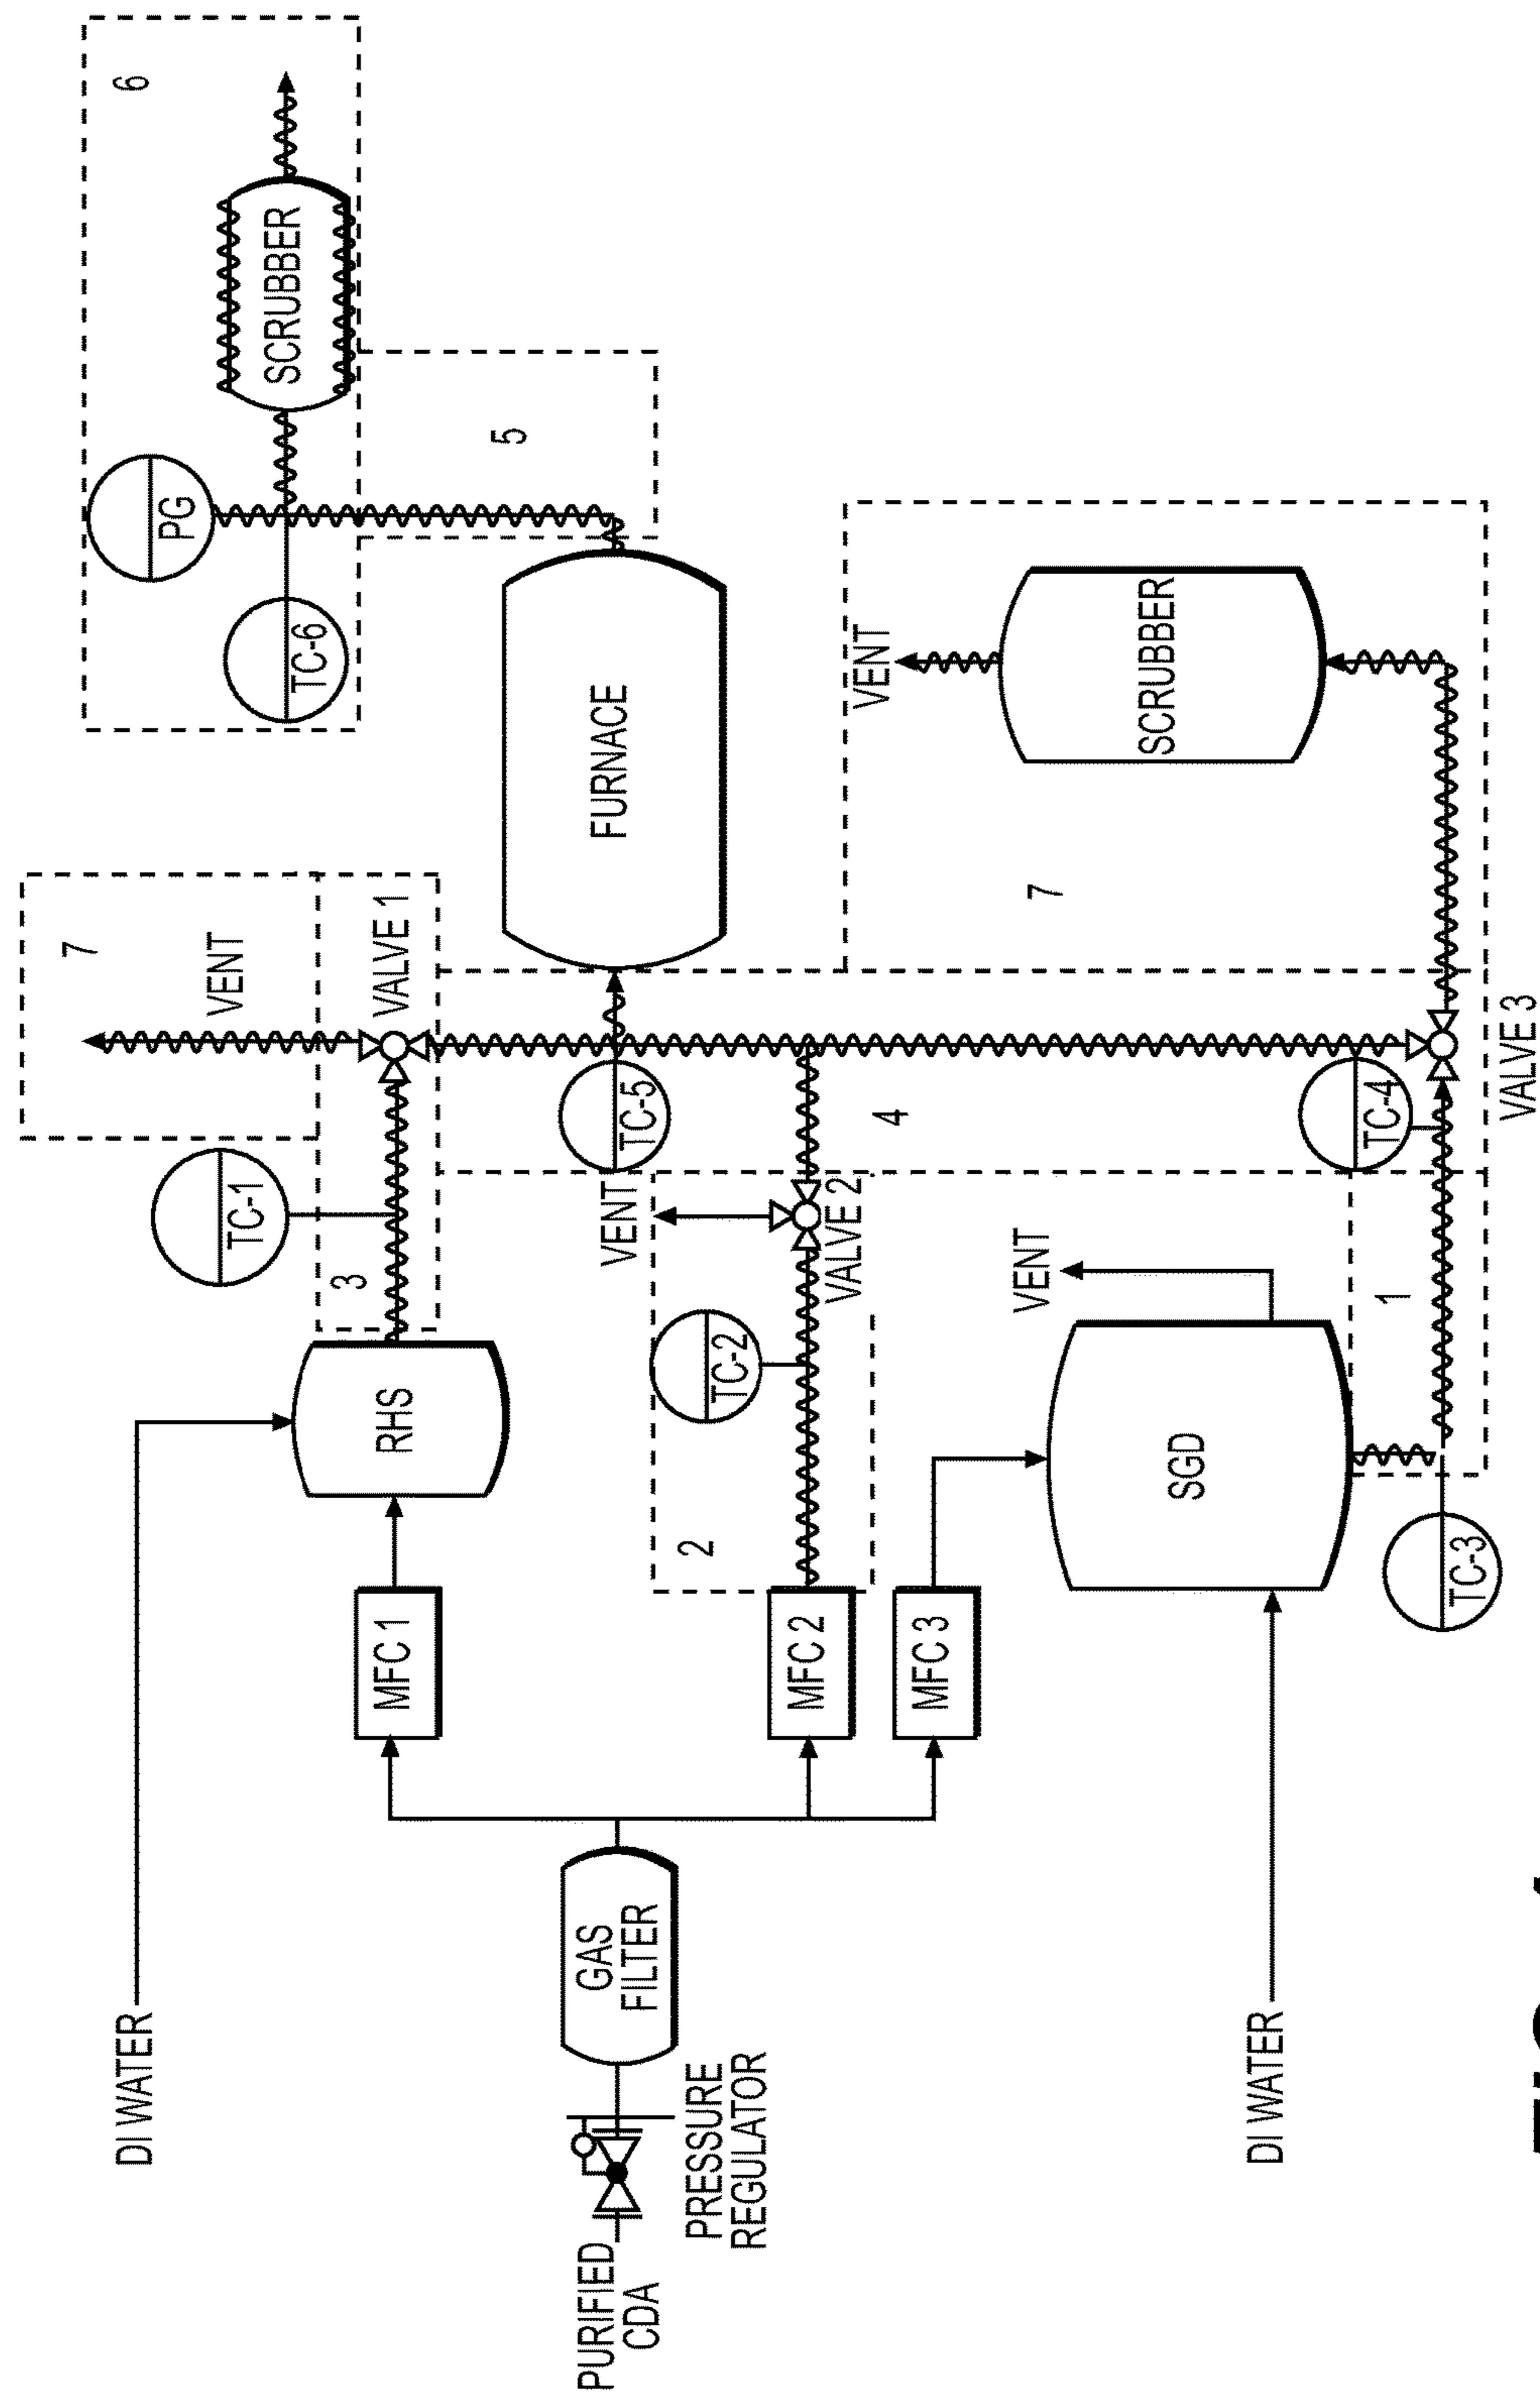 7
6
DI WATER
PG
VENT
TC-1
SCRUBBER
TC-6
3
MFC 1
RHS
VALVE 1
5
PURIFIED
CDA
GAS
FILTER
VENT
TC-5
FURNACE
PRESSURE
REGULATOR
2
TC-2
MFC 2
VALVE 2
VENT
4
MFC 3
VENT
7
SCRUBBER
SGD
DI WATER
1
TC-4
TC-3
VALVE 3